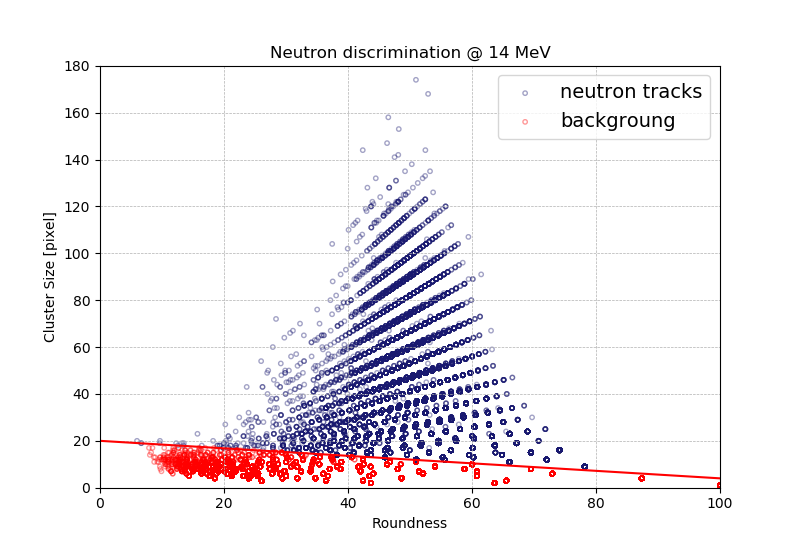 Neutron discrimination @ 14 MeV
neutron tracks
backgroung
180
160
140
120
100
80
60
40
20
0
Cluster Size [pixel]
0 20 40 60 80 100
Roundness